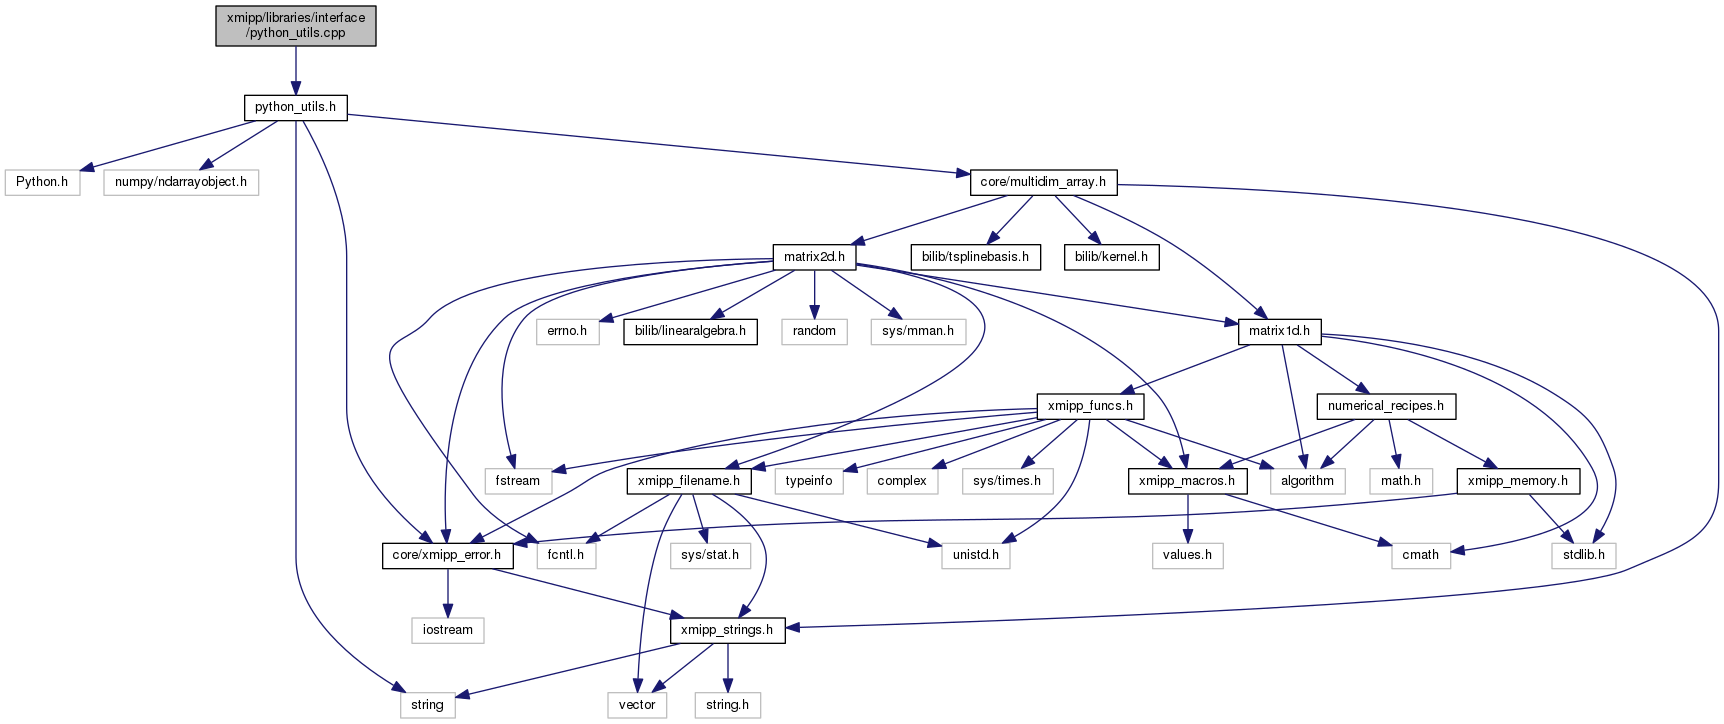 xmipp/libraries/interface
/python_utils.cpp
python_utils.h
Python.h
numpy/ndarrayobject.h
core/multidim_array.h
matrix2d.h
bilib/tsplinebasis.h
bilib/kernel.h
errno.h
bilib/linearalgebra.h
random
sys/mman.h
matrix1d.h
xmipp_funcs.h
numerical_recipes.h
fstream
xmipp_filename.h
typeinfo
complex
sys/times.h
xmipp_macros.h
algorithm
math.h
xmipp_memory.h
core/xmipp_error.h
fcntl.h
sys/stat.h
unistd.h
values.h
cmath
stdlib.h
iostream
xmipp_strings.h
string
vector
string.h